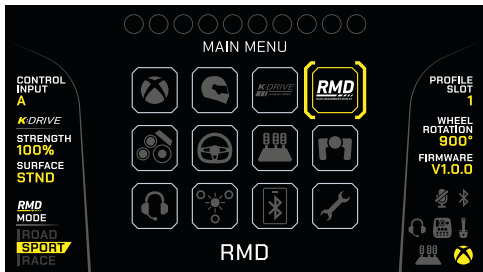 MAIN MENU
CONTROL
INPUT
A
K·DRIVE
STRENGTH
100%
SURFACE
STND
RMD
MODE
ROAD
SPORT
RACE
K·DRIVE
RMD
PROFILE
SLOT
1
WHEEL
ROTATION
900°
FIRMWARE
V1.0.0
RMD